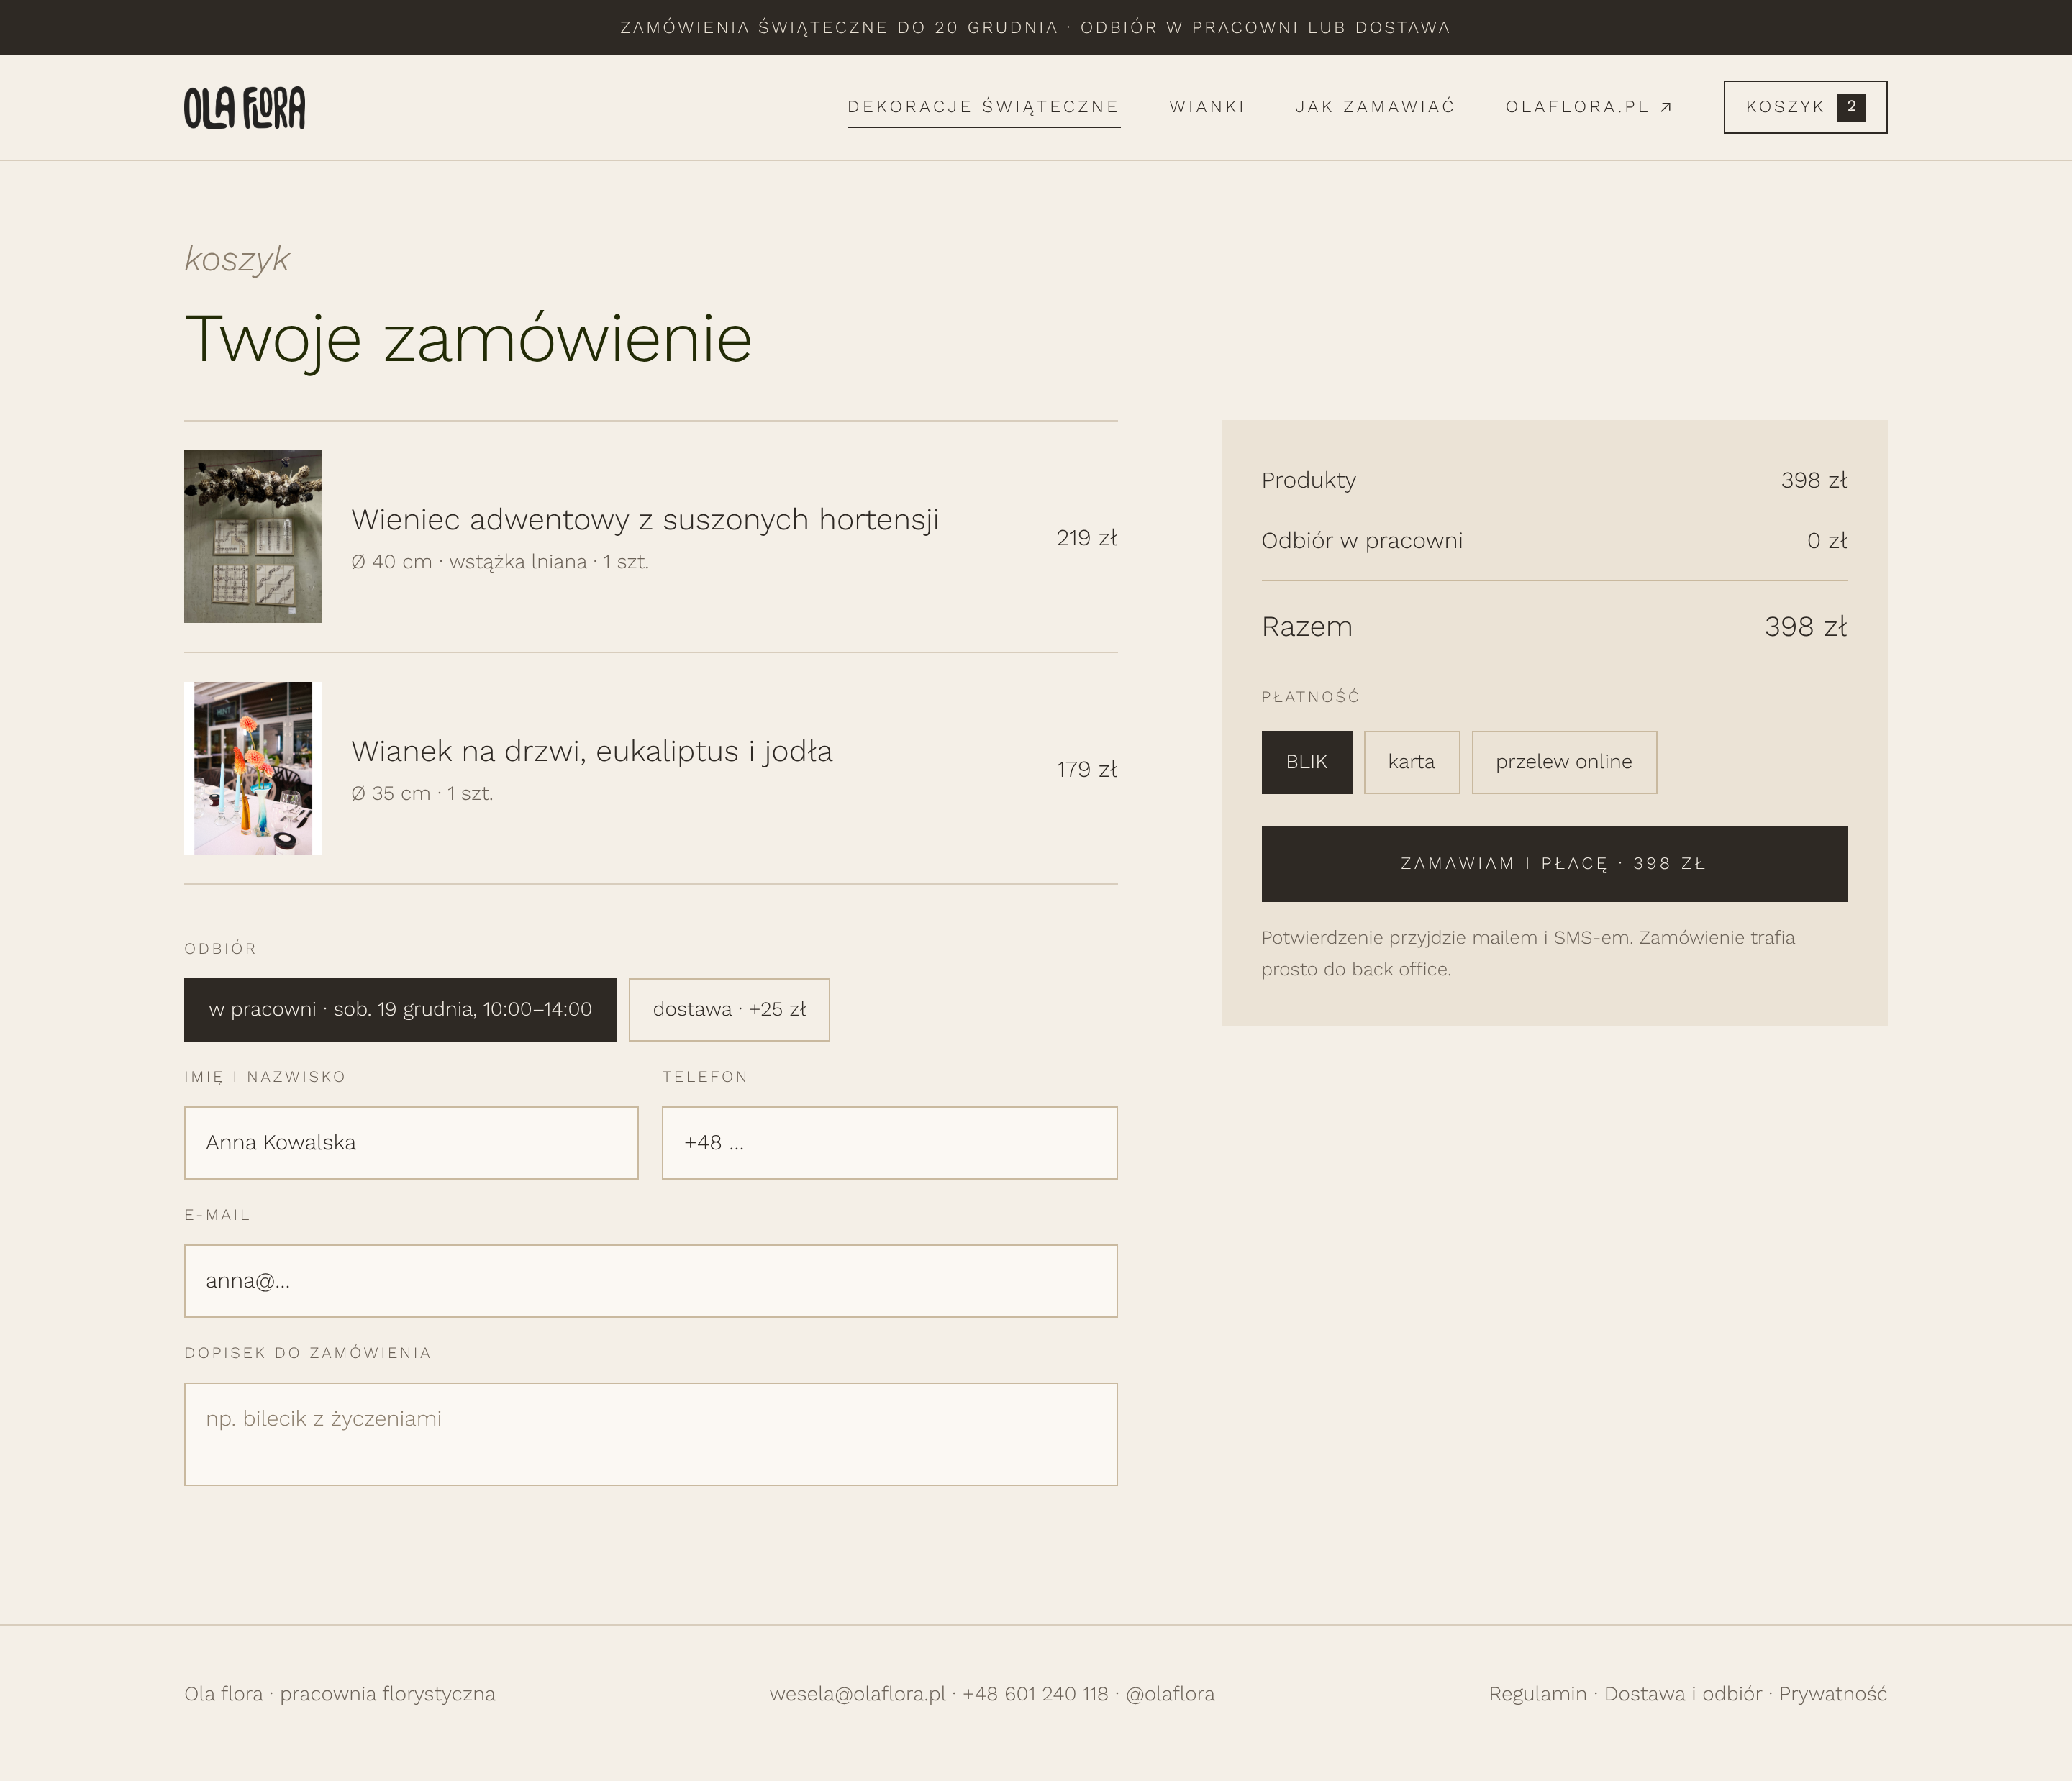 ZAMÓWIENIA ŚWIĄTECZNE DO 20 GRUDNIA · ODBIÓR W PRACOWNI LUB DOSTAWA
OLA FLORA
DEKORACJE ŚWIĄTECZNE
WIANKI
JAK ZAMAWIAĆ
OLAFLORA.PL ↗
KOSZYK 2
koszyk
Twoje zamówienie
Wieniec adwentowy z suszonych hortensji
Ø 40 cm · wstążka lniana · 1 szt.
219 zł
Wianek na drzwi, eukaliptus i jodła
Ø 35 cm · 1 szt.
179 zł
ODBIÓR
w pracowni · sob. 19 grudnia, 10:00–14:00
dostawa · +25 zł
IMIĘ I NAZWISKO
Anna Kowalska
TELEFON
+48 ...
E-MAIL
anna@...
DOPISEK DO ZAMÓWIENIA
np. bilecik z życzeniami
Produkty 398 zł
Odbiór w pracowni 0 zł
Razem 398 zł
PŁATNOŚĆ
BLIK
karta
przelew online
ZAMAWIAM I PŁACĘ · 398 ZŁ
Potwierdzenie przyjdzie mailem i SMS-em. Zamówienie trafia
prosto do back office.
Ola flora · pracownia florystyczna
wesela@olaflora.pl · +48 601 240 118 · @olaflora
Regulamin · Dostawa i odbiór · Prywatność